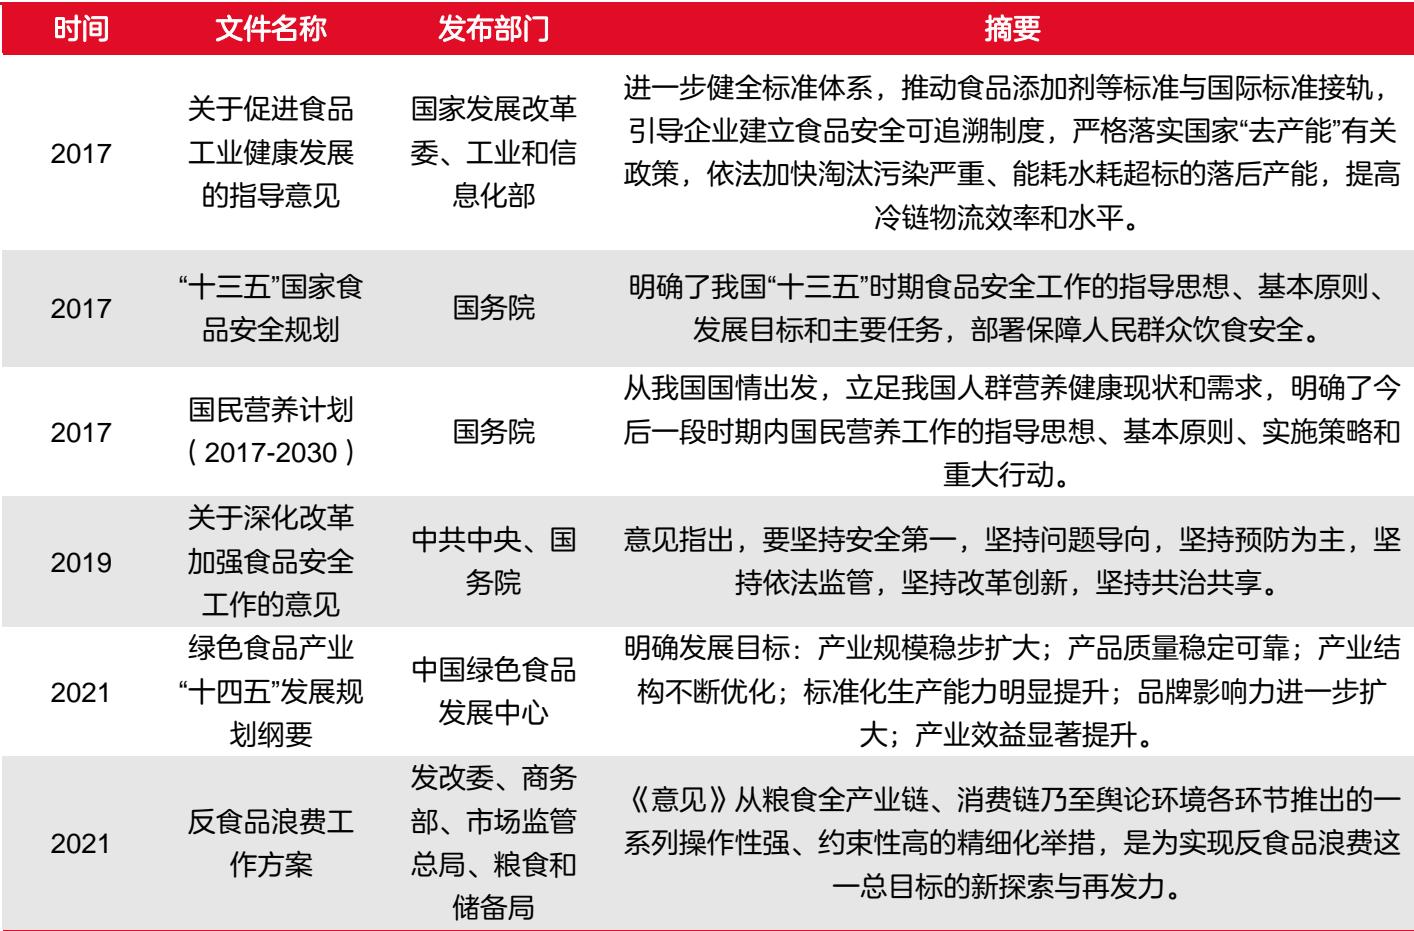 时间 文件名称 发布部门 摘要
2017
关于促进食品
工业健康发展
的指导意见
国家发展改革
委、工业和信
息化部
进一步健全标准体系，推动食品添加剂等标准与国际标准接轨，
引导企业建立食品安全可追溯制度，严格落实国家“去产能”有关
政策，依法加快淘汰污染严重、能耗水耗超标的落后产能，提高
冷链物流效率和水平。
2017
“十三五”国家食
品安全规划
国务院
明确了我国“十三五”时期食品安全工作的指导思想、基本原则、
发展目标和主要任务，部署保障人民群众饮食安全。
2017
国民营养计划
（2017-2030）
国务院
从我国国情出发，立足我国人群营养健康现状和需求，明确了今
后一段时期内国民营养工作的指导思想、基本原则、实施策略和
重大行动。
2019
关于深化改革
加强食品安全
工作的意见
中共中央、国
务院
意见指出，要坚持安全第一，坚持问题导向，坚持预防为主，坚
持依法监管，坚持改革创新，坚持共治共享。
2021
绿色食品产业
“十四五”发展规
划纲要
中国绿色食品
发展中心
明确发展目标：产业规模稳步扩大；产品质量稳定可靠；产业结
构不断优化；标准化生产能力明显提升；品牌影响力进一步扩
大；产业效益显著提升。
2021
反食品浪费工
作方案
发改委、商务
部、市场监管
总局、粮食和
储备局
《意见》从粮食全产业链、消费链乃至舆论环境各环节推出的一
系列操作性强、约束性高的精细化举措，是为实现反食品浪费这
一总目标的新探索与再发力。